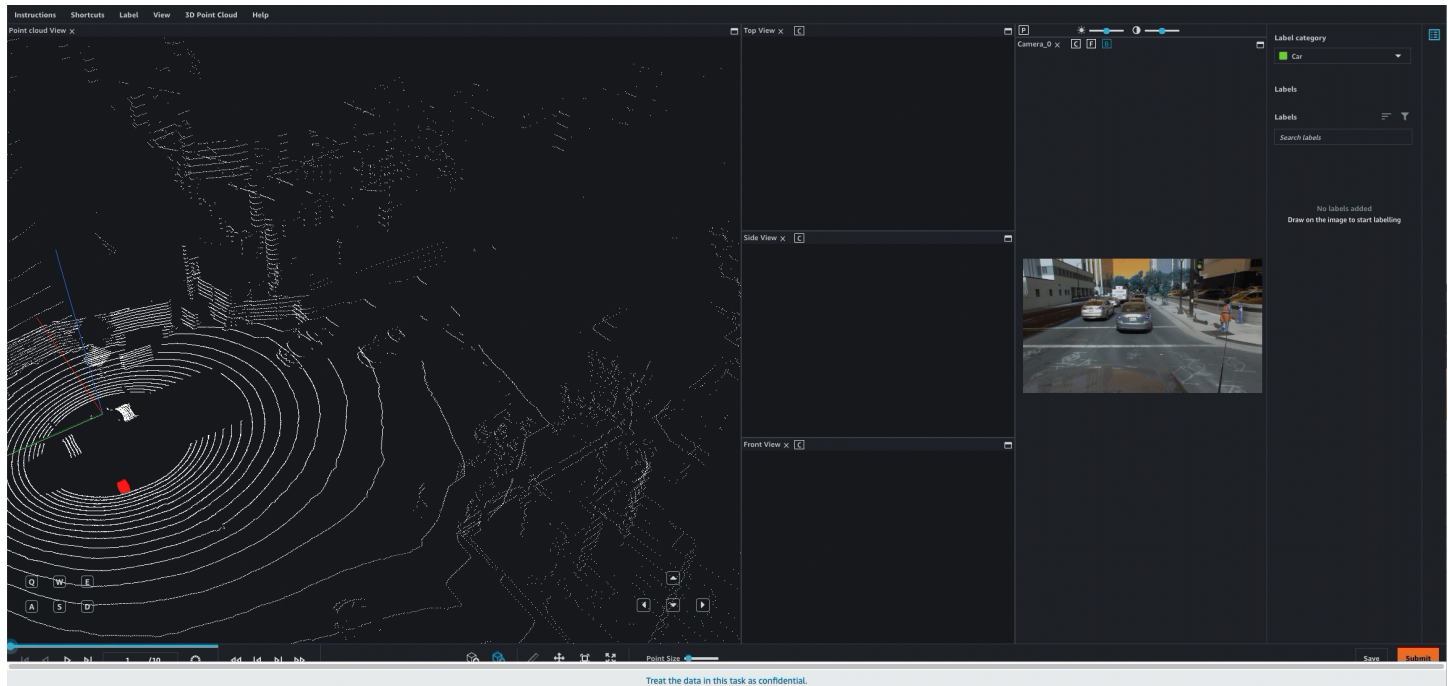 Instructions Shortcuts Label View 3D Point Cloud Help
Point cloud View x
Top View x C
P
Camera_0 x C F B
Label category
Car
Labels
Labels
Search labels
No labels added
Draw on the image to start labelling
Side View x C
Front View x C
Q W E
A S D
1 /10
Point Size
Save Submit
Treat the data in this task as confidential.